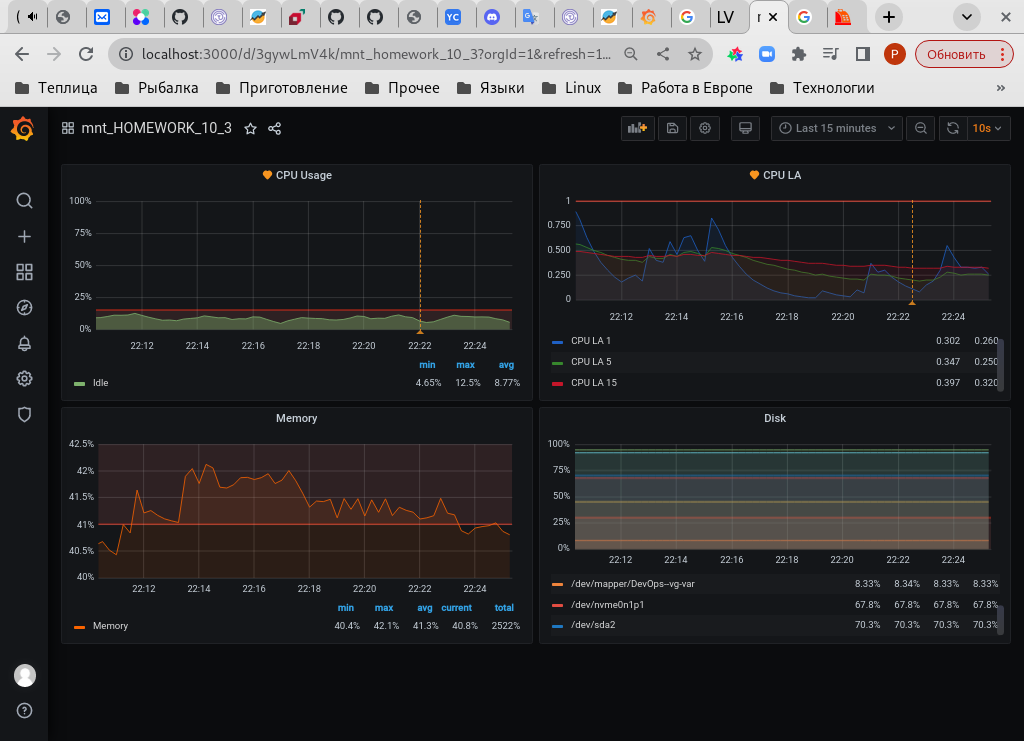 YC
LV
localhost:3000/d/3gywLmV4k/mnt_homework_10_3?orgId=1&refresh=1...
P
Обновить
Теплица
Рыбалка
Приготовление
Прочее
Языки
Linux
Работа в Европе
Технологии
»
mnt_HOMEWORK_10_3
Last 15 minutes
10s
CPU Usage
100%
75%
50%
25%
0%
22:12 22:14 22:16 22:18 22:20 22:22 22:24
min max avg
Idle 4.65% 12.5% 8.77%
CPU LA
1
0.750
0.500
0.250
0
22:12 22:14 22:16 22:18 22:20 22:22 22:24
CPU LA 1 0.302 0.260
CPU LA 5 0.347 0.250
CPU LA 15 0.397 0.320
Memory
42.5%
42%
41.5%
41%
40.5%
40%
22:12 22:14 22:16 22:18 22:20 22:22 22:24
min max avg current total
Memory 40.4% 42.1% 41.3% 40.8% 2522%
Disk
100%
75%
50%
25%
0%
22:12 22:14 22:16 22:18 22:20 22:22 22:24
/dev/mapper/DevOps--vg-var 8.33% 8.34% 8.33% 8.33%
/dev/nvme0n1p1 67.8% 67.8% 67.8% 67.8%
/dev/sda2 70.3% 70.3% 70.3% 70.3%